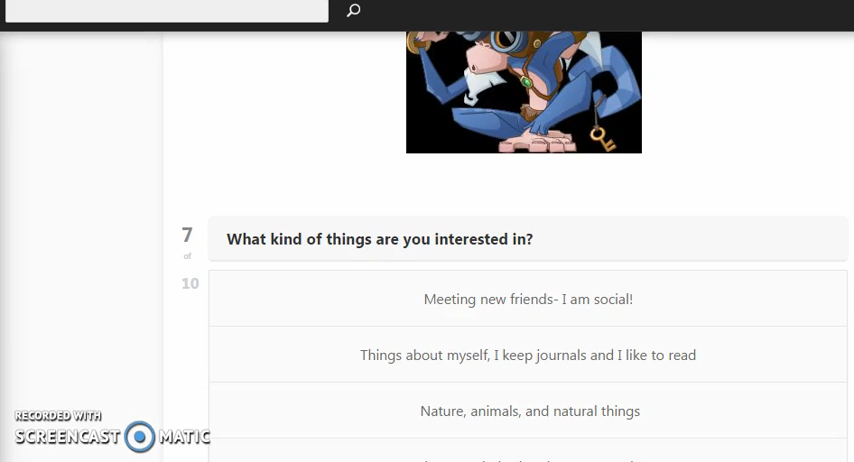 7
of
10
What kind of things are you interested in?
Meeting new friends- I am social!
Things about myself, I keep journals and I like to read
Nature, animals, and natural things
RECORDED WITH
SCREENCAST MATIC